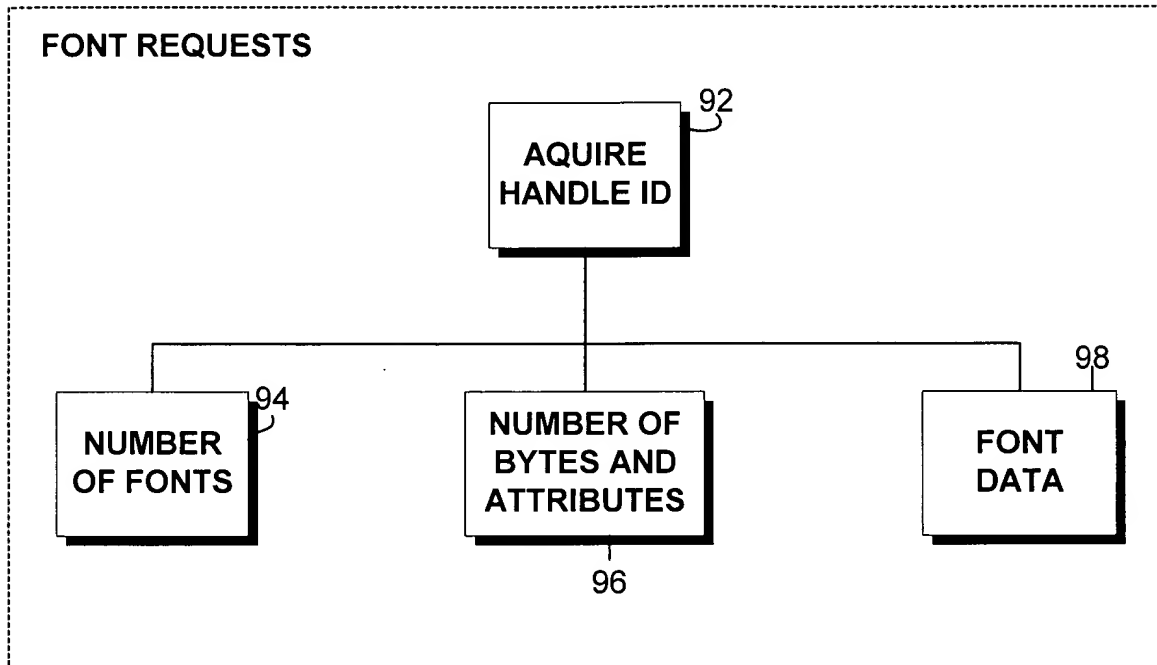 FONT REQUESTS
92
AQUIRE
HANDLE ID
94
NUMBER
OF FONTS
NUMBER OF
BYTES AND
ATTRIBUTES
96
98
FONT
DATA